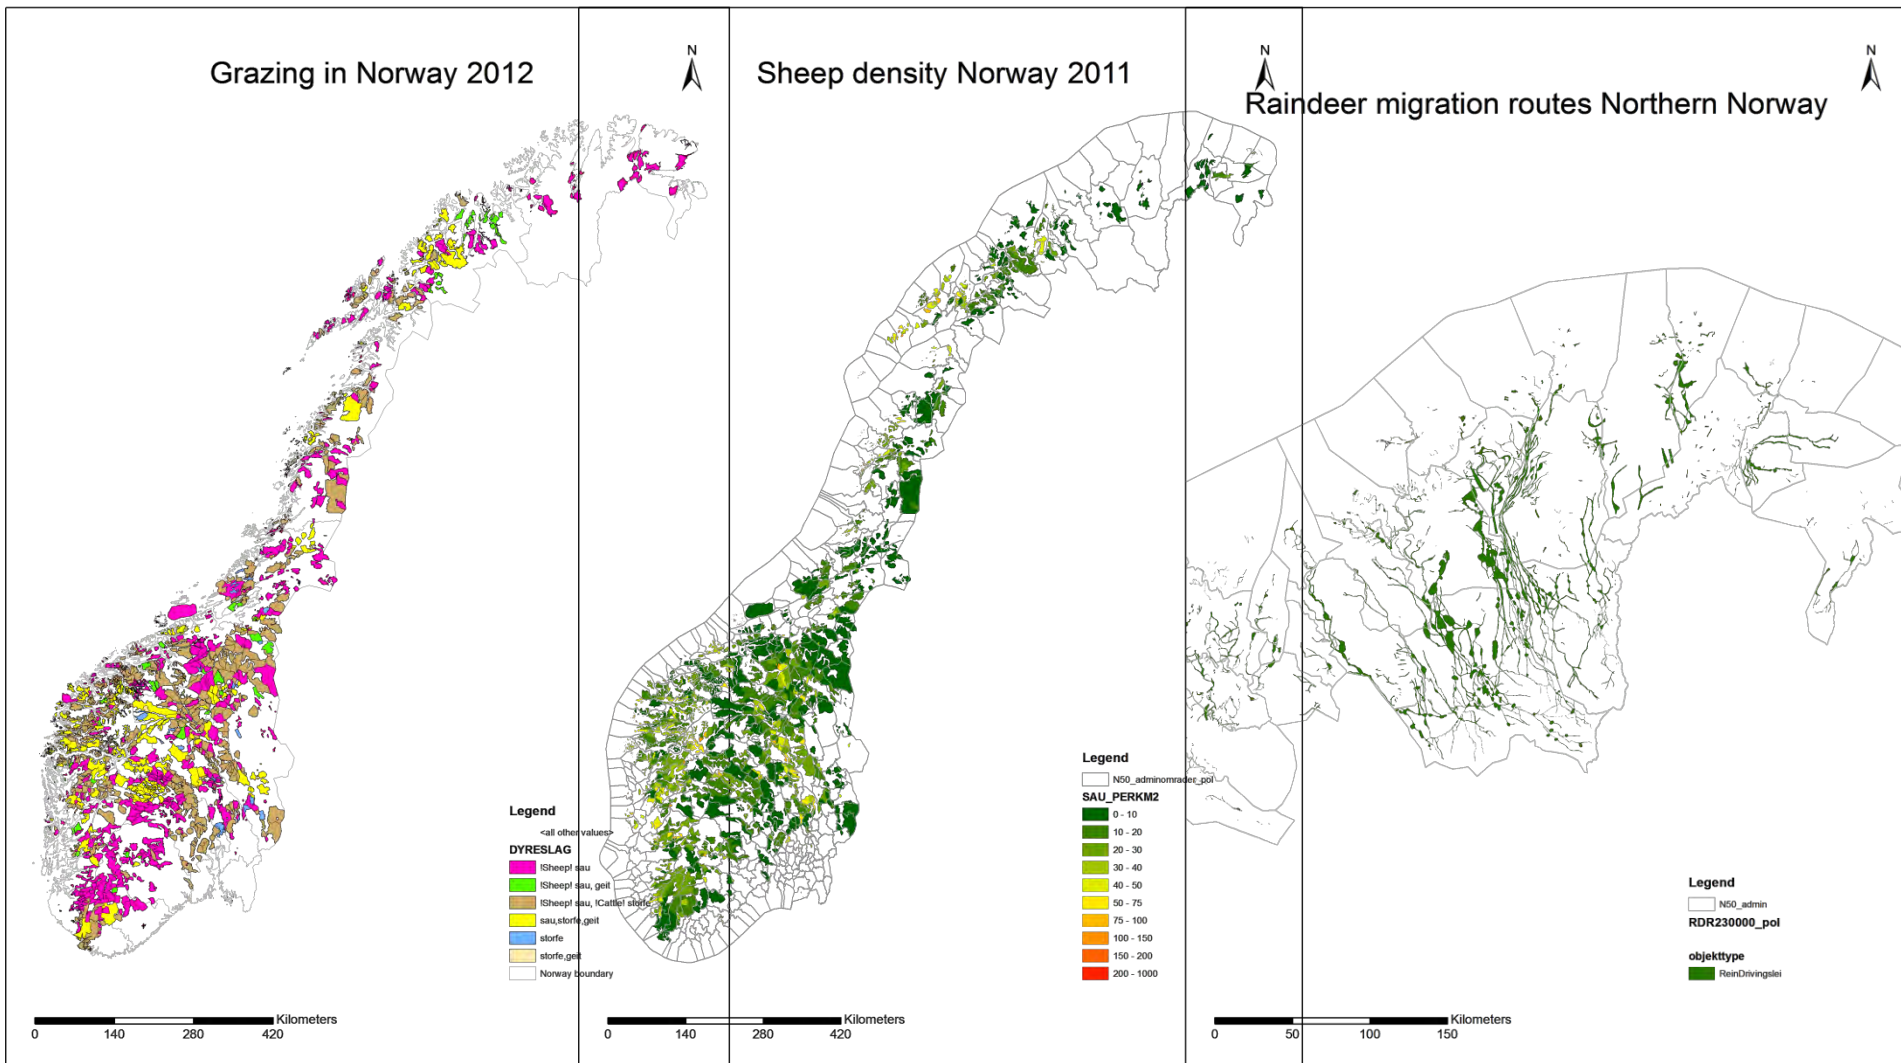 Grazing in Norway 2012
N
Legend
<all other values>
DYRESLAG
!Sheep! sau
!Sheep! sau, geit
!Sheep! sau, !Cattle! storfe
sau,storfe,geit
storfe
storfe,geit
Norway boundary
Kilometers
0 140 280 420
Sheep density Norway 2011
N
Legend
N50_adminomrader_pol
SAU_PERKM2
0 - 10
10 - 20
20 - 30
30 - 40
40 - 50
50 - 75
75 - 100
100 - 150
150 - 200
200 - 1000
Kilometers
0 140 280 420
Raindeer migration routes Northern Norway
N
Legend
N50_admin
RDR230000_pol
objekttype
ReinDrivingslei
Kilometers
0 50 100 150